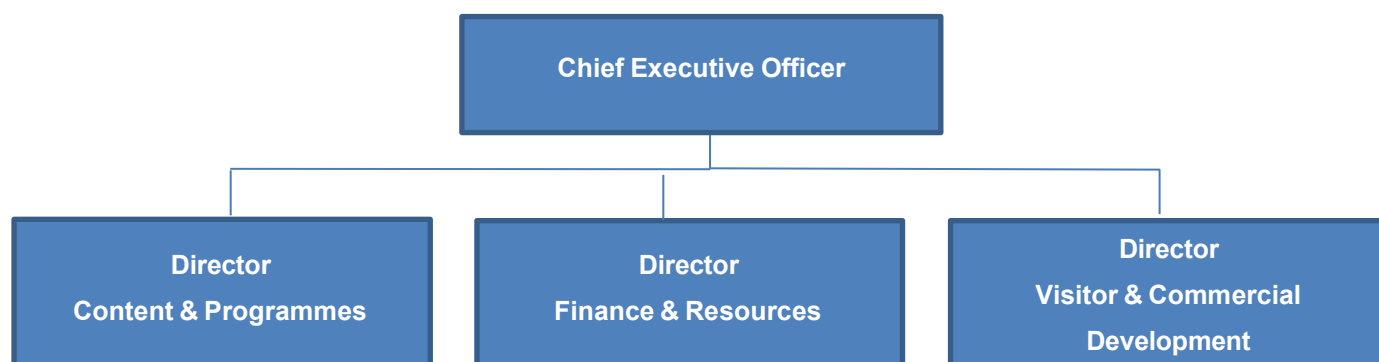 Chief Executive Officer
Director
Content & Programmes
Director
Finance & Resources
Director
Visitor & Commercial
Development